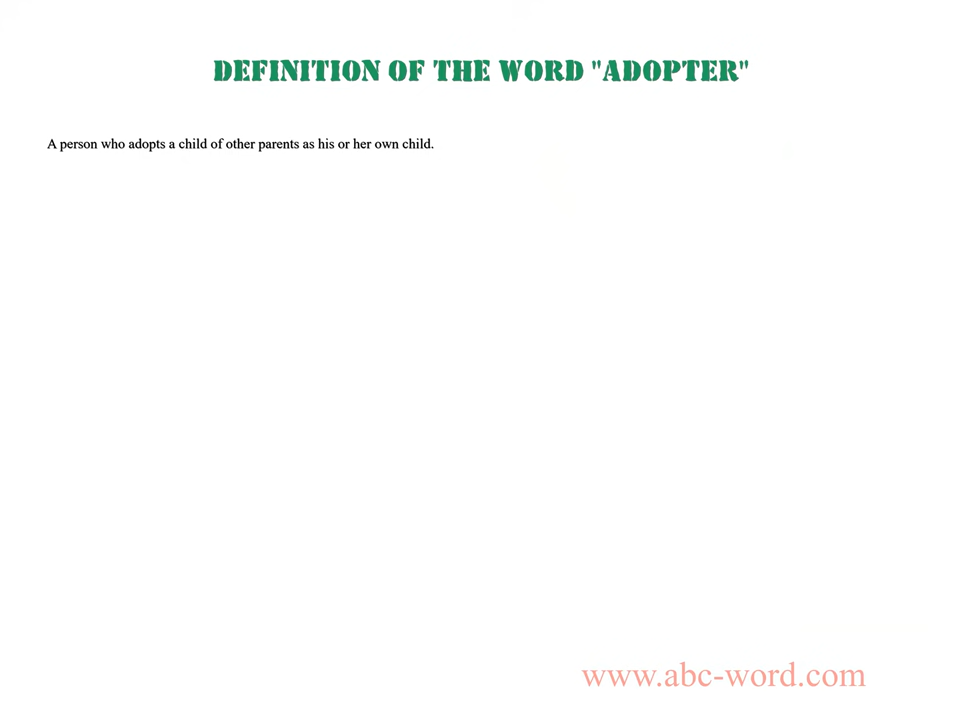 DEFINITION OF THE WORD "ADOPTER"
A person who adopts a child of other parents as his or her own child.
www.abc-word.com